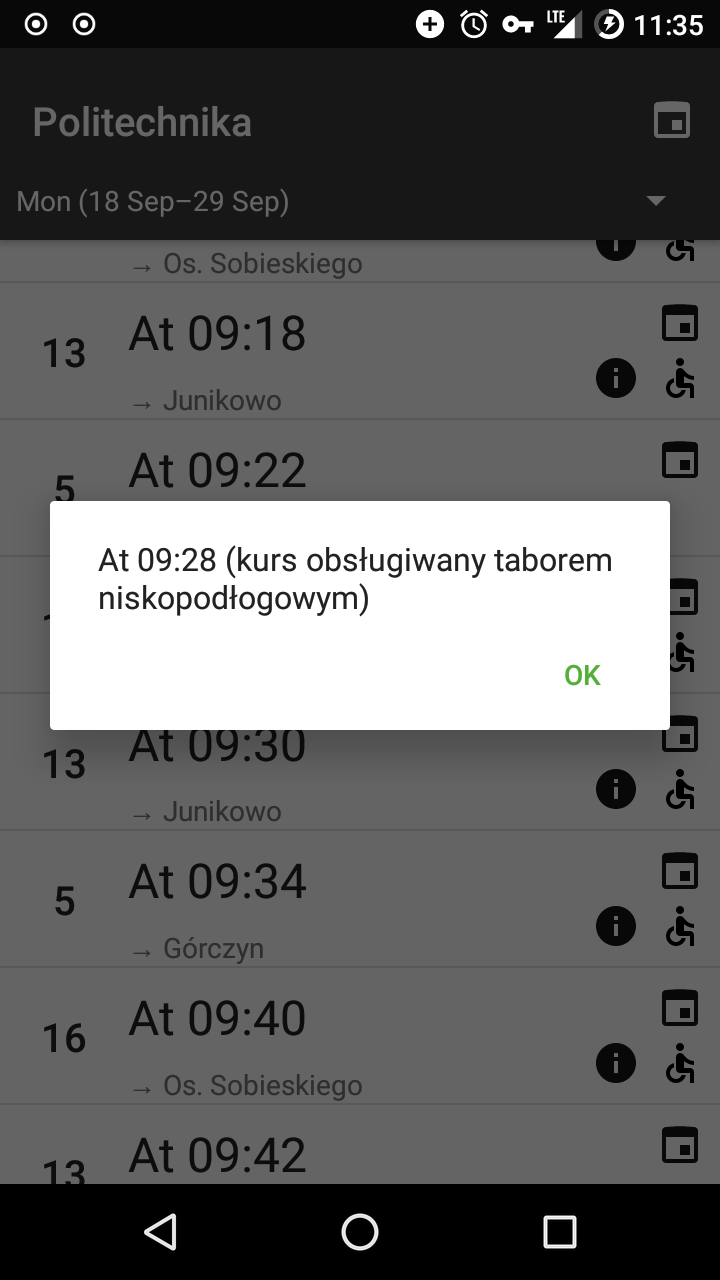 LTE 11:35
Politechnika
Mon (18 Sep–29 Sep)
→ Os. Sobieskiego
13 At 09:18
→ Junikowo
5 At 09:22
At 09:28 (kurs obsługiwany taborem
niskopodłogowym)
OK
13 At 09:30
→ Junikowo
5 At 09:34
→ Górczyn
16 At 09:40
→ Os. Sobieskiego
13 At 09:42